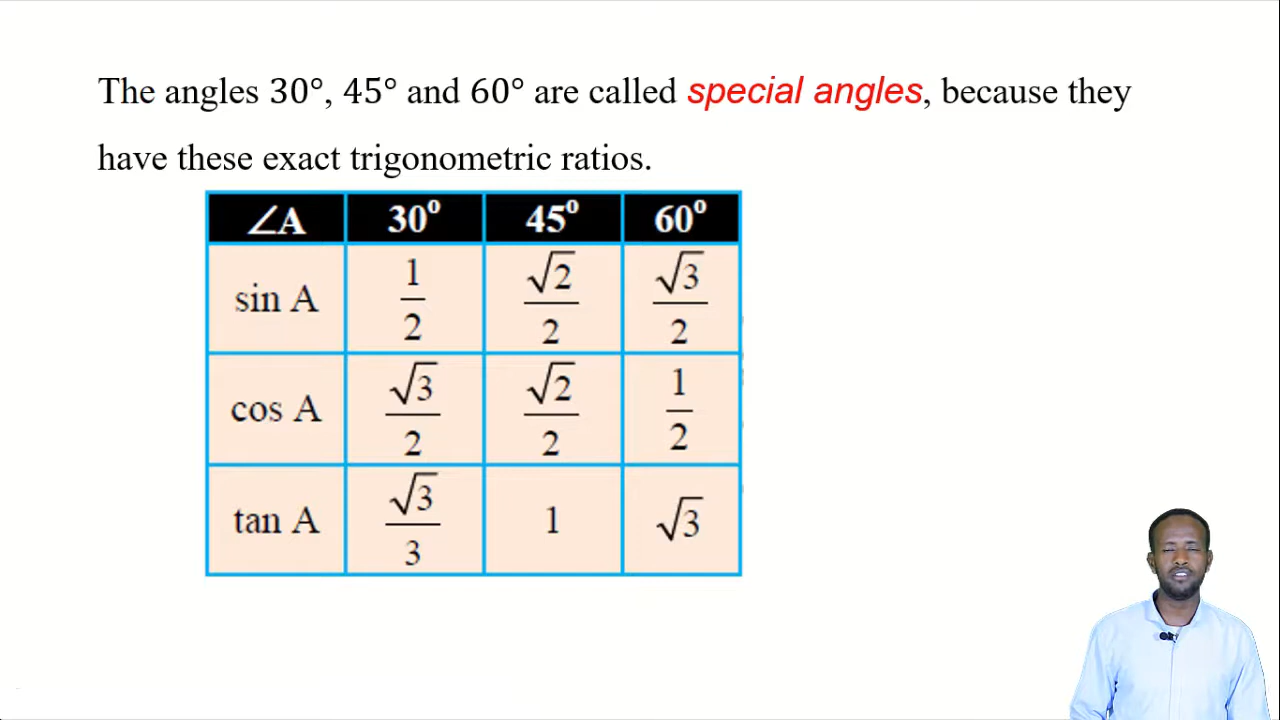 The angles 30°, 45° and 60° are called special angles, because they
have these exact trigonometric ratios.
∠A 30° 45° 60°
sin A 1/2 √2/2 √3/2
cos A √3/2 √2/2 1/2
tan A √3/3 1 √3